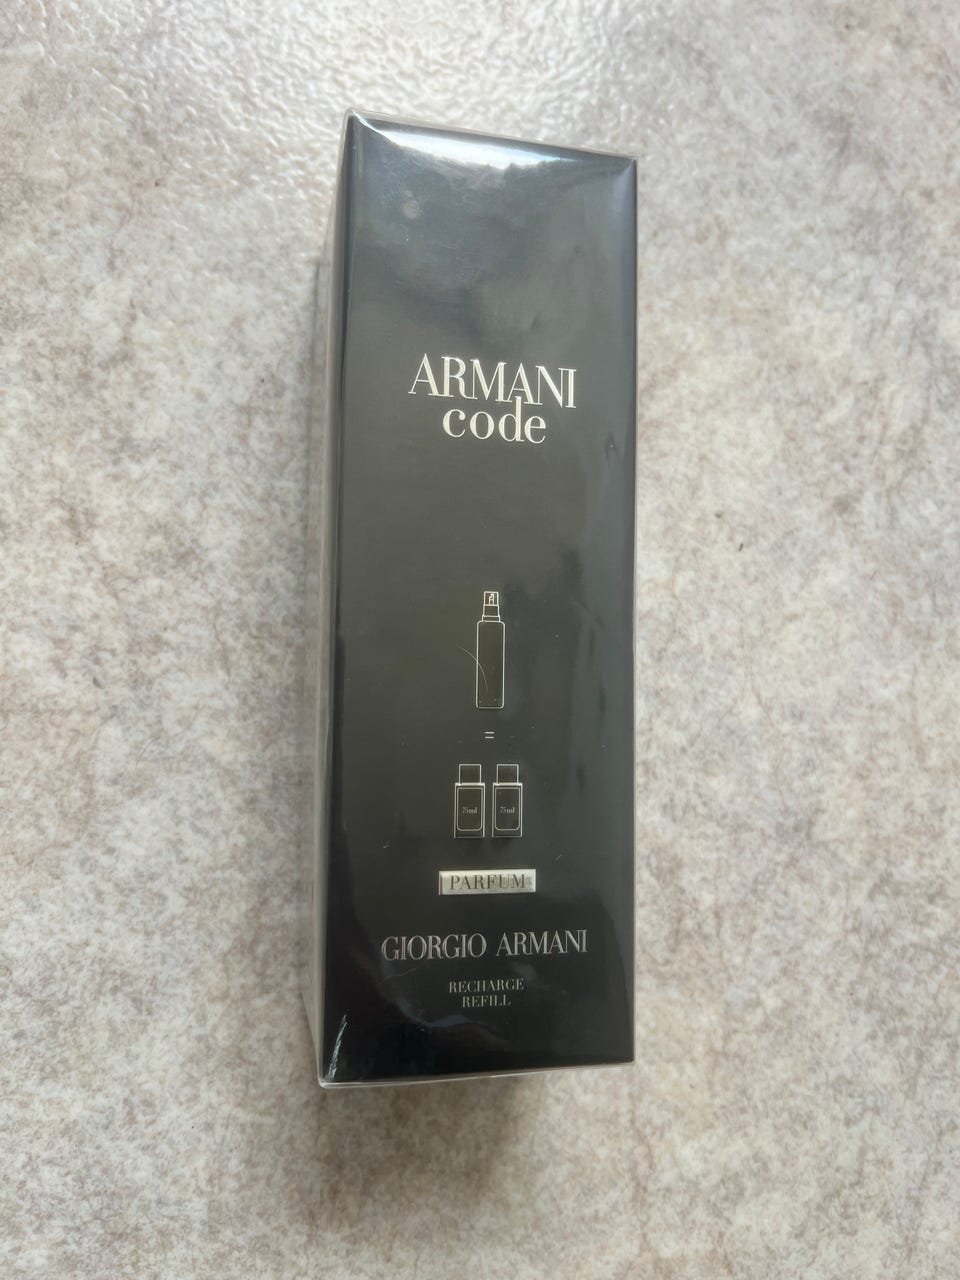 ARMANI
code
=
75ml 75ml
PARFUM
GIORGIO ARMANI
RECHARGE
REFILL